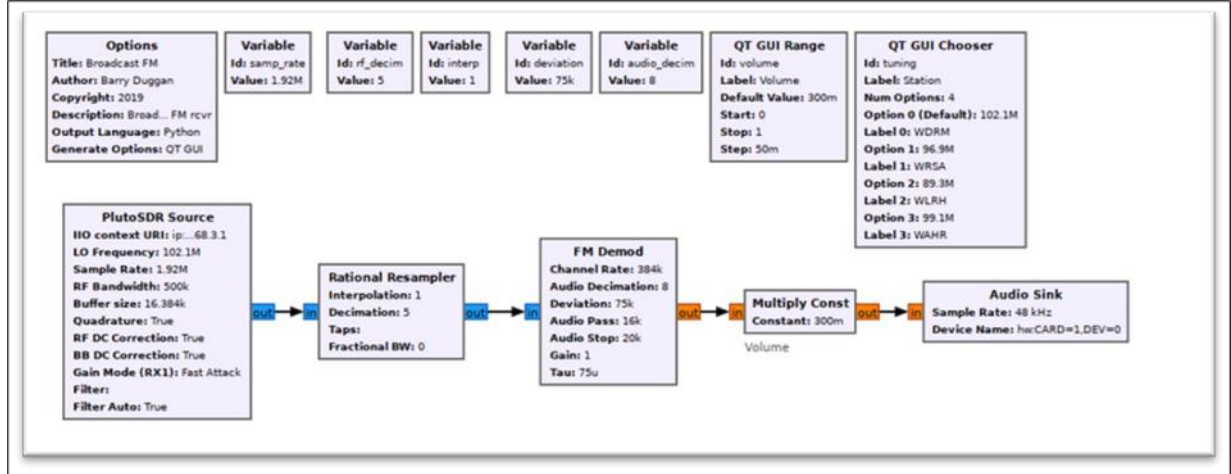 Options
Title: Broadcast FM
Author: Barry Duggan
Copyright: 2019
Description: Broad... FM rcvr
Output Language: Python
Generate Options: QT GUI
Variable
Id: samp_rate
Value: 1.92M
Variable
Id: rf_decim
Value: 5
Variable
Id: interp
Value: 1
Variable
Id: deviation
Value: 75k
Variable
Id: audio_decim
Value: 8
QT GUI Range
Id: volume
Label: Volume
Default Value: 300m
Start: 0
Stop: 1
Step: 50m
QT GUI Chooser
Id: tuning
Label: Station
Num Options: 4
Option 0 (Default): 102.1M
Label 0: WDRM
Option 1: 96.9M
Label 1: WRSA
Option 2: 89.3M
Label 2: WLRH
Option 3: 99.1M
Label 3: WAHR
PlutoSDR Source
IIO context URI: ip:...68.3.1
LO Frequency: 102.1M
Sample Rate: 1.92M
RF Bandwidth: 500k
Buffer size: 16.384k
Quadrature: True
RF DC Correction: True
BB DC Correction: True
Gain Mode (RX1): Fast Attack
Filter:
Filter Auto: True
out
in
Rational Resampler
Interpolation: 1
Decimation: 5
Taps:
Fractional BW: 0
out
in
FM Demod
Channel Rate: 384k
Audio Decimation: 8
Deviation: 75k
Audio Pass: 16k
Audio Stop: 20k
Gain: 1
Tau: 75u
out
in
Multiply Const
Constant: 300m
Volume
out
in
Audio Sink
Sample Rate: 48 kHz
Device Name: hw:CARD=1,DEV=0